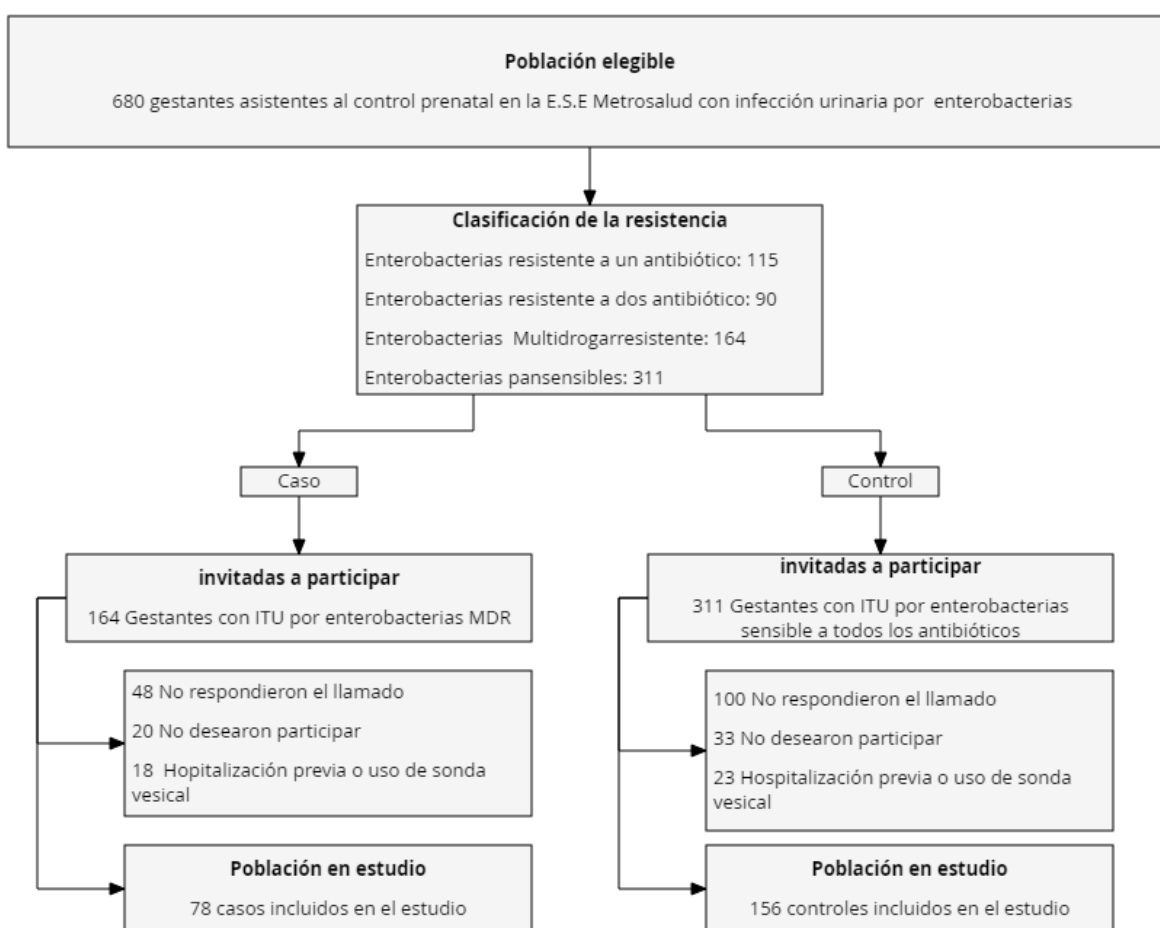 Población elegible
680 gestantes asistentes al control prenatal en la E.S.E Metrosalud con infección urinaria por enterobacterias
Clasificación de la resistencia
Enterobacterias resistente a un antibiótico: 115
Enterobacterias resistente a dos antibiótico: 90
Enterobacterias Multidrogarresistente: 164
Enterobacterias pansensibles: 311
Caso
Control
invitadas a participar
164 Gestantes con ITU por enterobacterias MDR
invitadas a participar
311 Gestantes con ITU por enterobacterias
sensible a todos los antibióticos
48 No respondieron el llamado
20 No desearon participar
18 Hopitalización previa o uso de sonda
vesical
100 No respondieron el llamado
33 No desearon participar
23 Hospitalización previa o uso de sonda
vesical
Población en estudio
78 casos incluidos en el estudio
Población en estudio
156 controles incluidos en el estudio